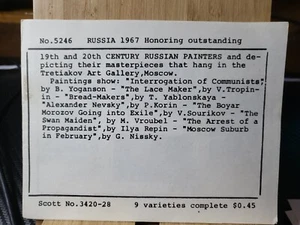 No.5246 RUSSIA 1967 Honoring outstanding
19th and 20th CENTURY RUSSIAN PAINTERS and de-
picting their masterpieces that hang in the
Tretiakov Art Gallery,Moscow.
Paintings show: "Interrogation of Communists",
by B. Yoganson - "The Lace Maker",by V.Tropin-
in - "Bread-Makers",by T. Yablonskaya -
"Alexander Nevsky",by P.Korin - "The Boyar
Morozov Going into Exile",by V.Sourikov - "The
Swan Maiden", by M. Vroubel - "The Arrest of a
Propagandist",by Ilya Repin - "Moscow Suburb
in February",by G. Nissky.
Scott No.3420-28 9 varieties complete $0.45